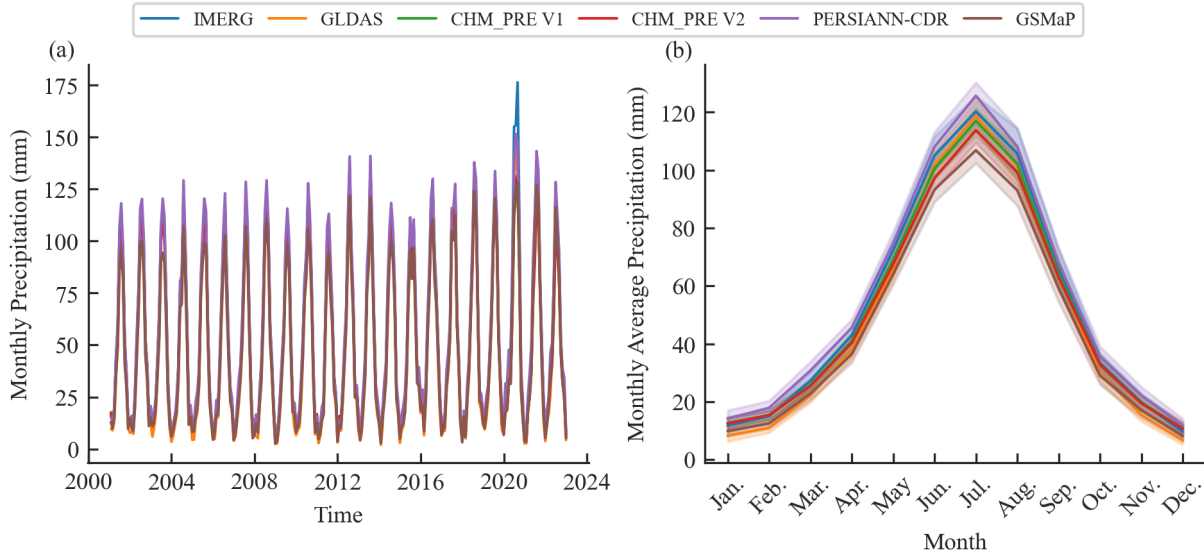 IMERG GLDAS CHM_PRE V1 CHM_PRE V2 PERSIANN-CDR GSMaP
(a)
Monthly Precipitation (mm)
175
150
125
100
75
50
25
0
2000 2004 2008 2012 2016 2020 2024
Time
(b)
Monthly Average Precipitation (mm)
120
100
80
60
40
20
0
Jan. Feb. Mar. Apr. May Jun. Jul. Aug. Sep. Oct. Nov. Dec.
Month